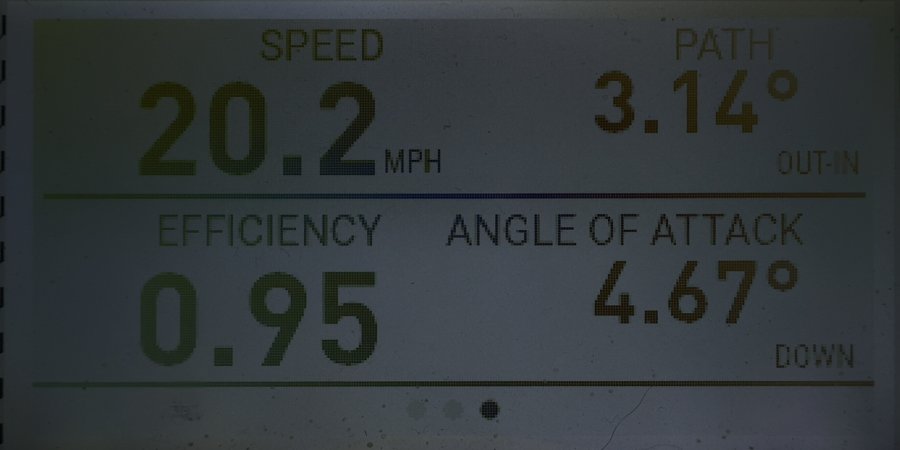 SPEED
20.2 MPH
PATH
3.14°
OUT-IN
EFFICIENCY
0.95
ANGLE OF ATTACK
4.67°
DOWN